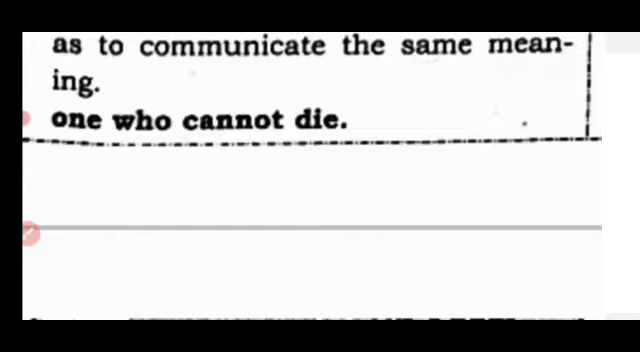 as to communicate the same mean-
ing.
one who cannot die.